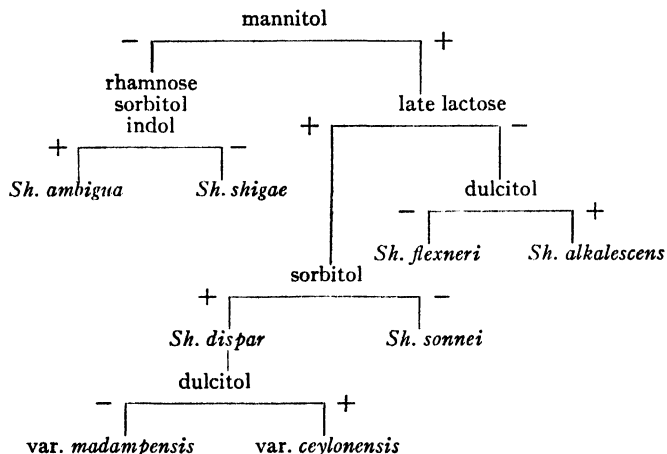 mannitol
− +
rhamnose
sorbitol
indol
late lactose
+ −
+ −
Sh. ambigua Sh. shigae
dulcitol
− +
Sh. flexneri Sh. alkalescens
sorbitol
+ −
Sh. dispar Sh. sonnei
dulcitol
− +
var. madampensis var. ceylonensis